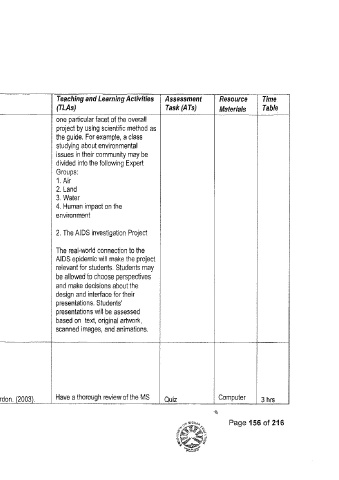 Teaching and Learning Activities (TLAs)
Assessment Task (ATs)
Resource Materials
Time Table
one particular facet of the overall
project by using scientific method as
the guide. For example, a class
studying about environmental
issues in their community may be
divided into the following Expert
Groups:
1. Air
2. Land
3. Water
4. Human impact on the
environment
2. The AIDS investigation Project
The real-world connection to the
AIDS epidemic will make the project
relevant for students. Students may
be allowed to choose perspectives
and make decisions about the
design and interface for their
presentations. Students'
presentations will be assessed
based on text, original artwork,
scanned images, and animations.
rdon. (2003).
Have a thorough review of the MS
Quiz
Computer
3 hrs
Page 156 of 216